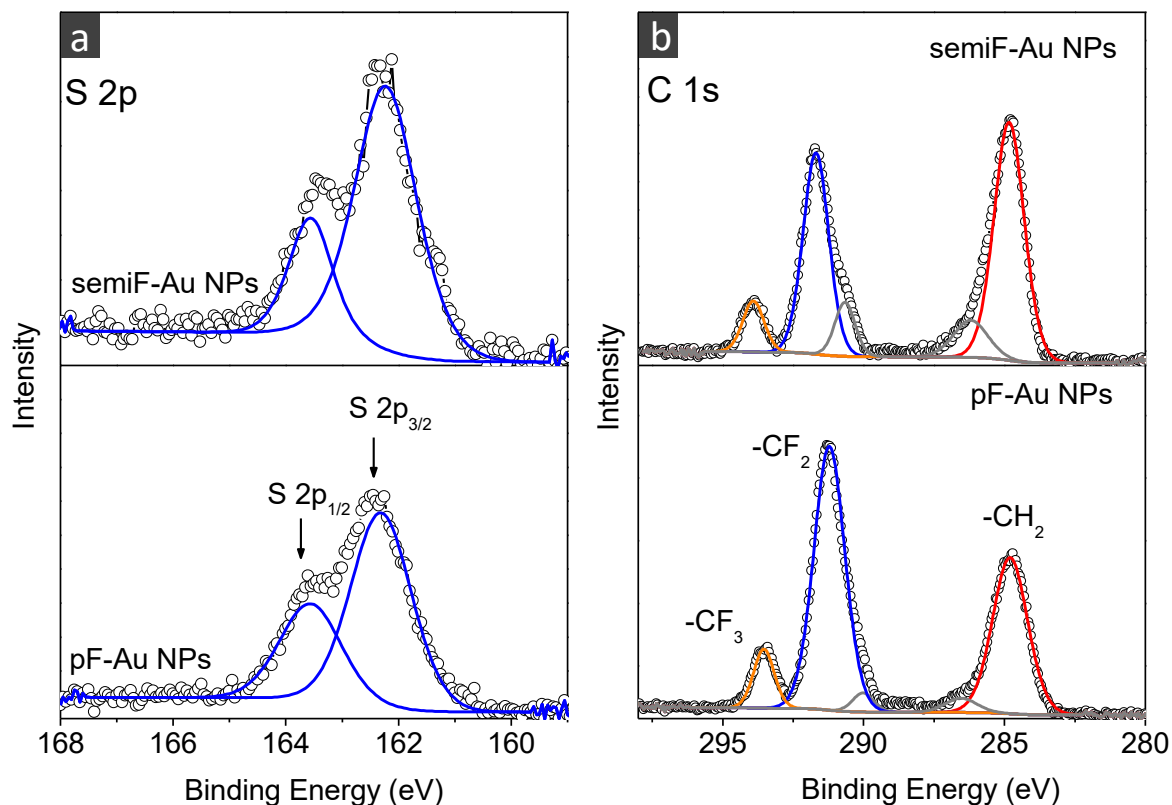 a
S 2p
semiF-Au NPs
S 2p3/2
S 2p1/2
pF-Au NPs
Intensity
168 166 164 162 160
Binding Energy (eV)
b
semiF-Au NPs
C 1s
pF-Au NPs
-CF2
-CH2
-CF3
Intensity
295 290 285 280
Binding Energy (eV)